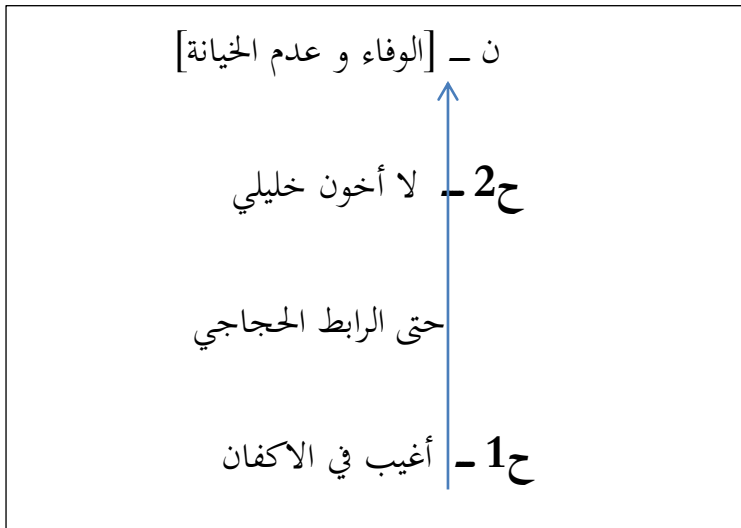 ن ـ [الوفاء و عدم الخيانة]
ح2 ـ لا أخون خليلي
حتى الرابط الحجاجي
ح1 ـ أغيب في الاكفان